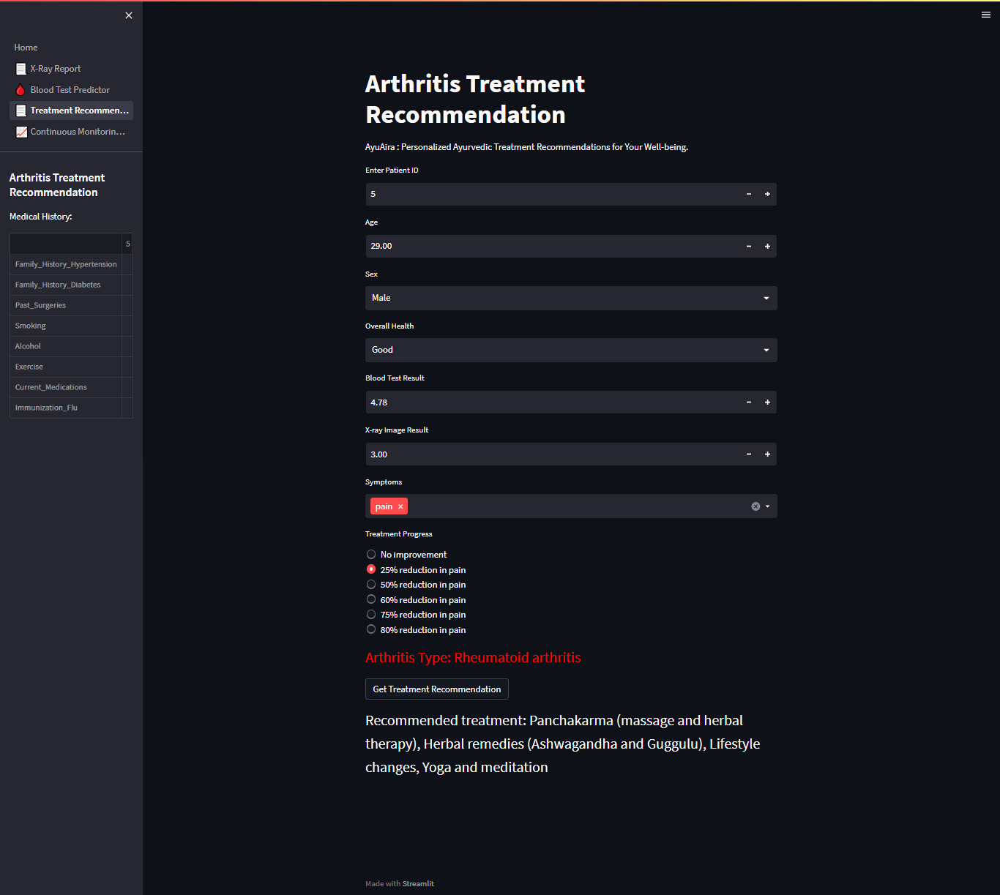 Home
X-Ray Report
Blood Test Predictor
Treatment Recommen...
Continuous Monitorin...
Arthritis Treatment
Recommendation
Medical History:
5
Family_History_Hypertension
Family_History_Diabetes
Past_Surgeries
Smoking
Alcohol
Exercise
Current_Medications
Immunization_Flu
Arthritis Treatment
Recommendation
AyuAira : Personalized Ayurvedic Treatment Recommendations for Your Well-being.
Enter Patient ID
5
Age
29.00
Sex
Male
Overall Health
Good
Blood Test Result
4.78
X-ray Image Result
3.00
Symptoms
pain
Treatment Progress
No improvement
25% reduction in pain
50% reduction in pain
60% reduction in pain
75% reduction in pain
80% reduction in pain
Arthritis Type: Rheumatoid arthritis
Get Treatment Recommendation
Recommended treatment: Panchakarma (massage and herbal
therapy), Herbal remedies (Ashwagandha and Guggulu), Lifestyle
changes, Yoga and meditation
Made with Streamlit